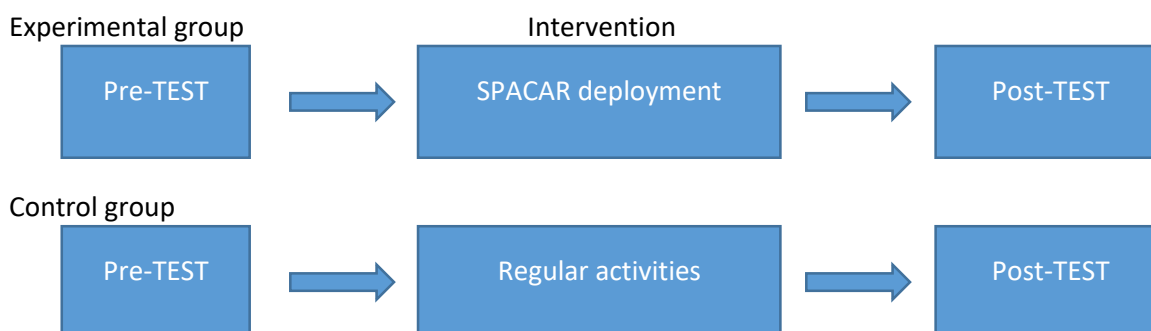 Experimental group Intervention
Pre-TEST SPACAR deployment Post-TEST
Control group
Pre-TEST Regular activities Post-TEST